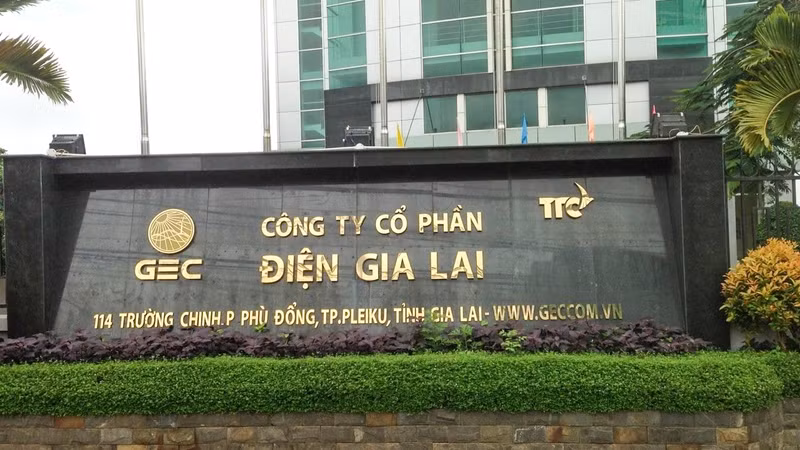 GEC
CÔNG TY CỔ PHẦN
ĐIỆN GIA LAI
TTC
114 TRƯỜNG CHINH.P PHÙ ĐỔNG, TP.PLEIKU, TỈNH GIA LAI - WWW.GECCOM.VN